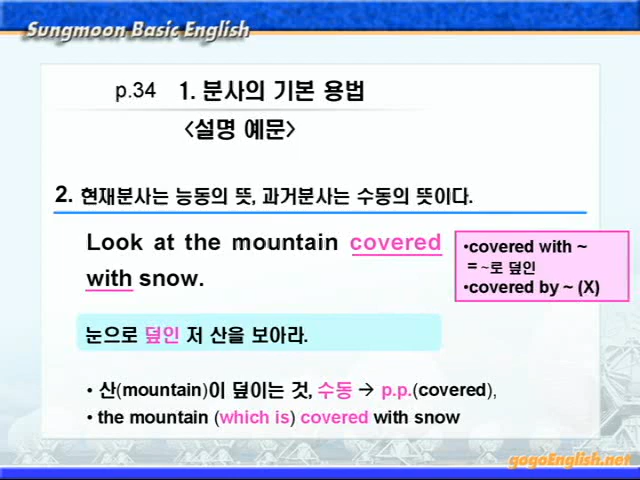 Sungmoon Basic English
p.34 1. 분사의 기본 용법
<설명 예문>
2. 현재분사는 능동의 뜻, 과거분사는 수동의 뜻이다.
Look at the mountain covered
with snow.
•covered with ~
= ~로 덮인
•covered by ~ (X)
눈으로 덮인 저 산을 보아라.
• 산(mountain)이 덮이는 것, 수동 → p.p.(covered),
• the mountain (which is) covered with snow
gogoEnglish.net